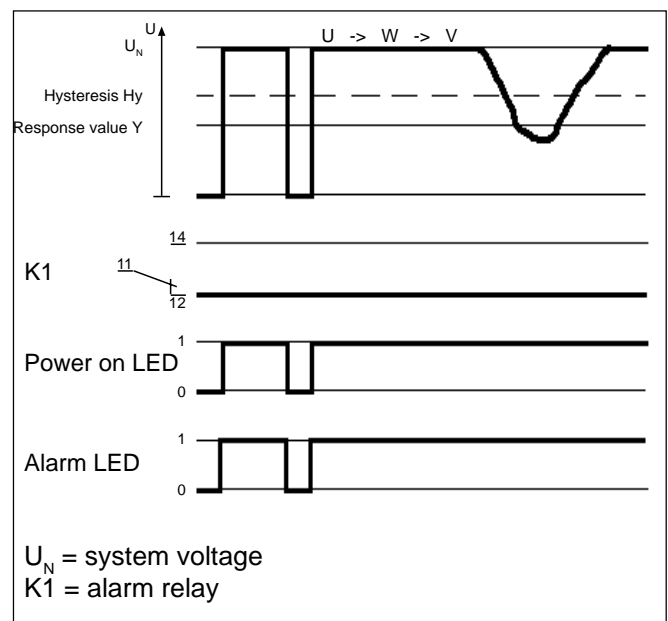 U
U_N
U -> W -> V
Hysteresis Hy
Response value Y
14
11
K1
12
1
Power on LED
0
1
Alarm LED
0
U_N = system voltage
K1 = alarm relay